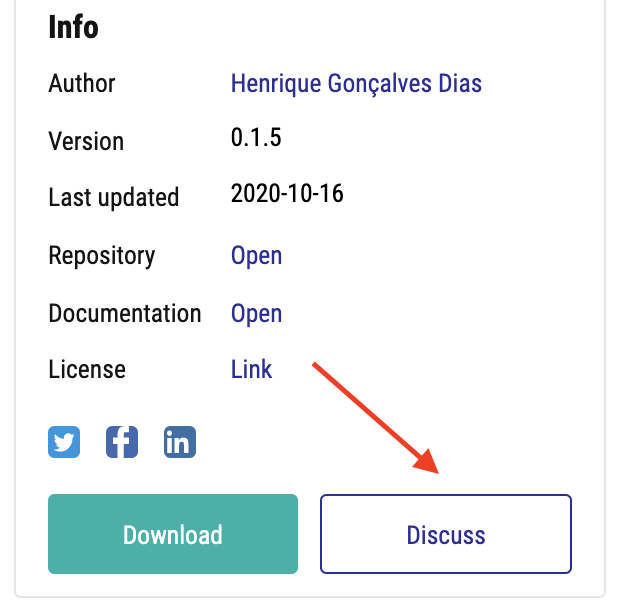 Info
Author Henrique Gonçalves Dias
Version 0.1.5
Last updated 2020-10-16
Repository Open
Documentation Open
License Link
Download Discuss